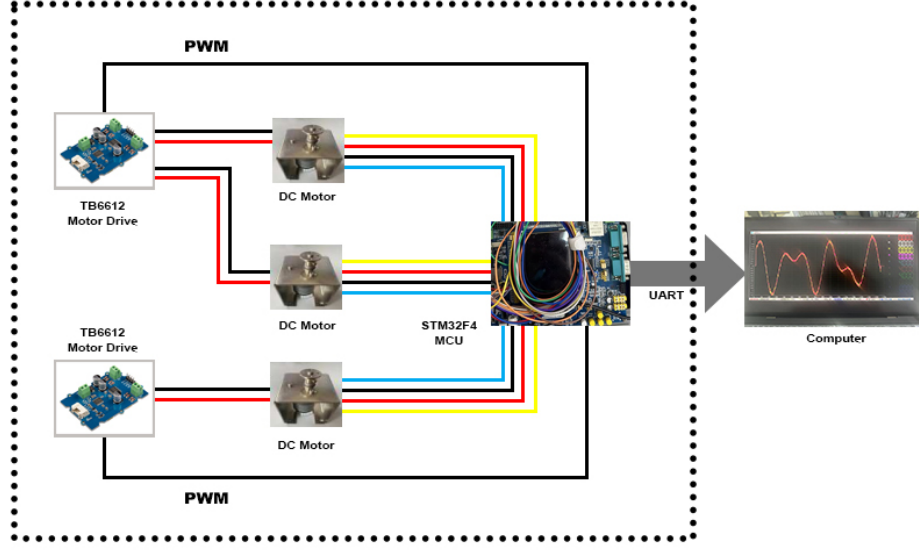 PWM
TB6612
Motor Drive
DC Motor
DC Motor
STM32F4
MCU
UART
Computer
TB6612
Motor Drive
DC Motor
PWM